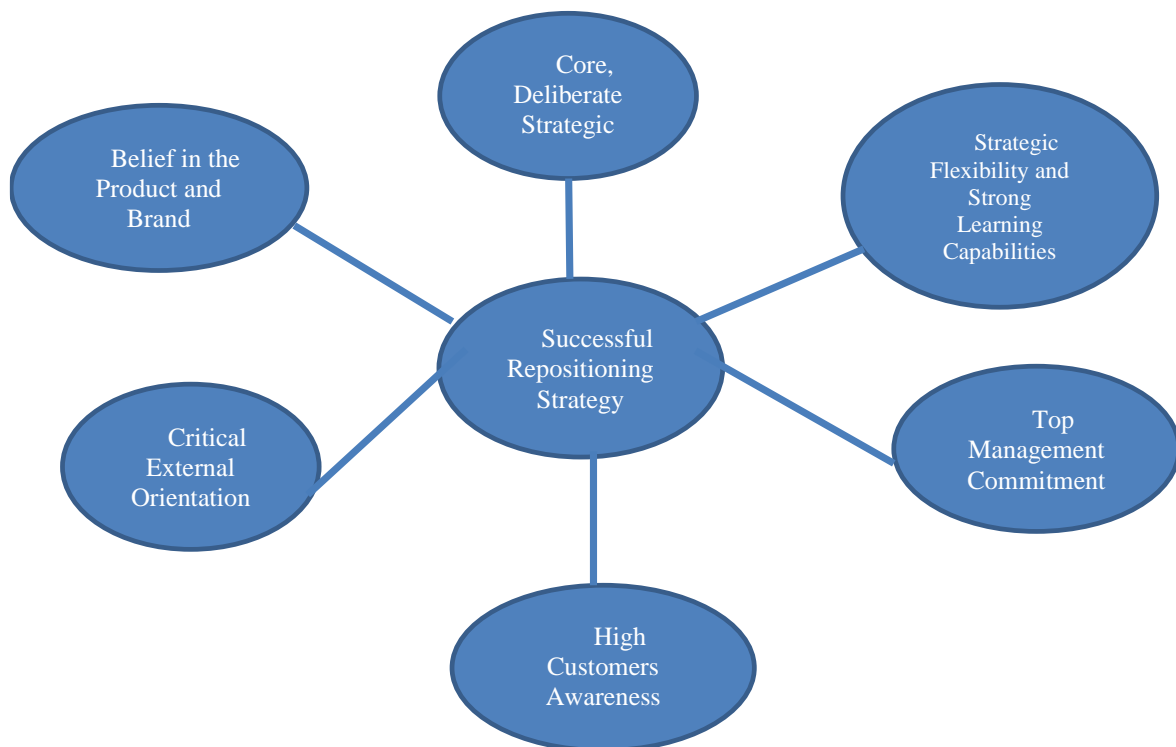 Core,
Deliberate
Strategic
Belief in the
Product and
Brand
Strategic
Flexibility and
Strong
Learning
Capabilities
Successful
Repositioning
Strategy
Critical
External
Orientation
Top
Management
Commitment
High
Customers
Awareness